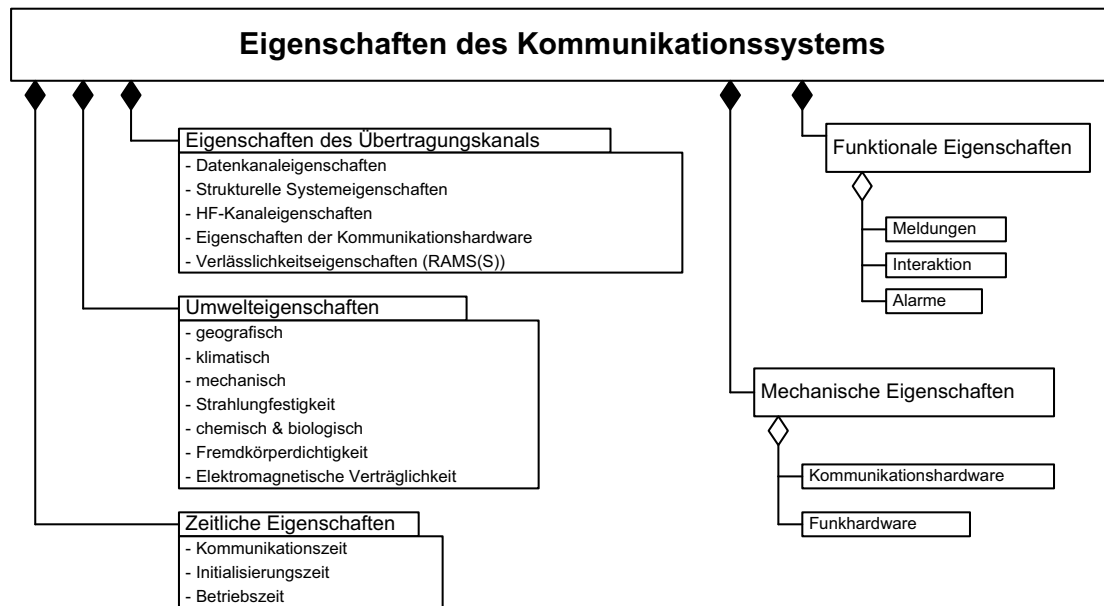 Eigenschaften des Kommunikationssystems
Eigenschaften des Übertragungskanals
- Datenkanaleigenschaften
- Strukturelle Systemeigenschaften
- HF-Kanaleigenschaften
- Eigenschaften der Kommunikationshardware
- Verlässlichkeitseigenschaften (RAMS(S))
Umwelteigenschaften
- geografisch
- klimatisch
- mechanisch
- Strahlungfestigkeit
- chemisch & biologisch
- Fremdkörperdichtigkeit
- Elektromagnetische Verträglichkeit
Zeitliche Eigenschaften
- Kommunikationszeit
- Initialisierungszeit
- Betriebszeit
Funktionale Eigenschaften
Meldungen
Interaktion
Alarme
Mechanische Eigenschaften
Kommunikationshardware
Funkhardware